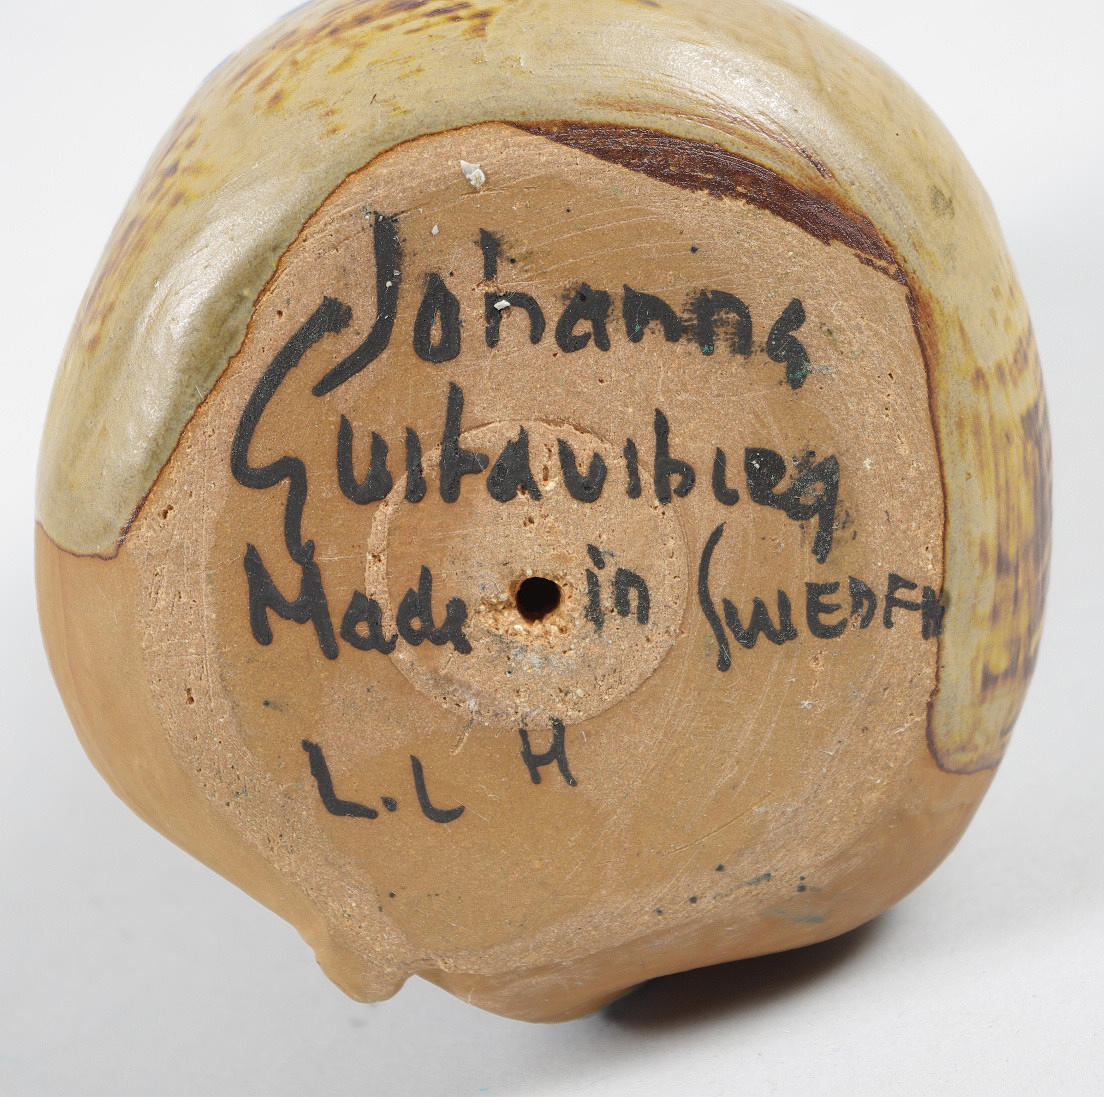 Johanna
Gustavsberg
Made in SWEDEN
L.L H